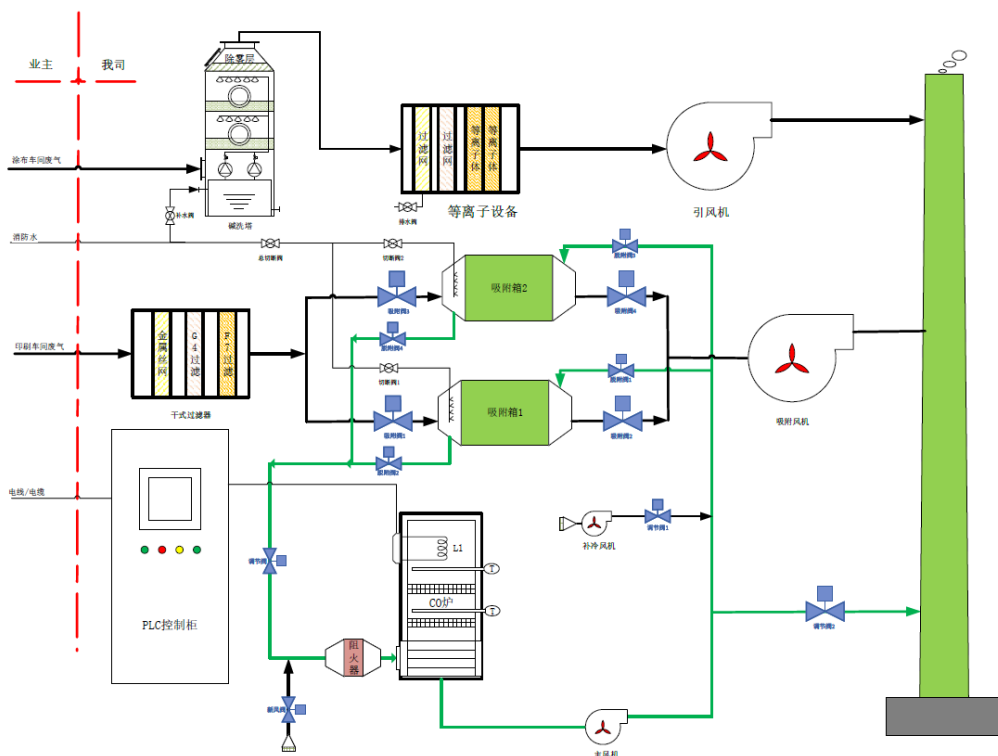 业主
我司
除雾层
涂布车间废气
补水阀
碱洗塔
过滤网
过滤网
等离子体
等离子体
排水阀
等离子设备
引风机
消防水
总切断阀
切断阀2
脱附阀3
吸附箱2
吸附阀3
吸附阀4
脱附阀4
印刷车间废气
金属丝网
G4过滤
F7过滤
干式过滤器
切断阀1
脱附阀1
吸附箱1
吸附阀1
吸附阀2
脱附阀2
吸附风机
电线/电缆
PLC控制柜
L1
T
CO炉
T
调节阀
阻火器
新风阀
补冷风机
调节阀1
调节阀2
主风机